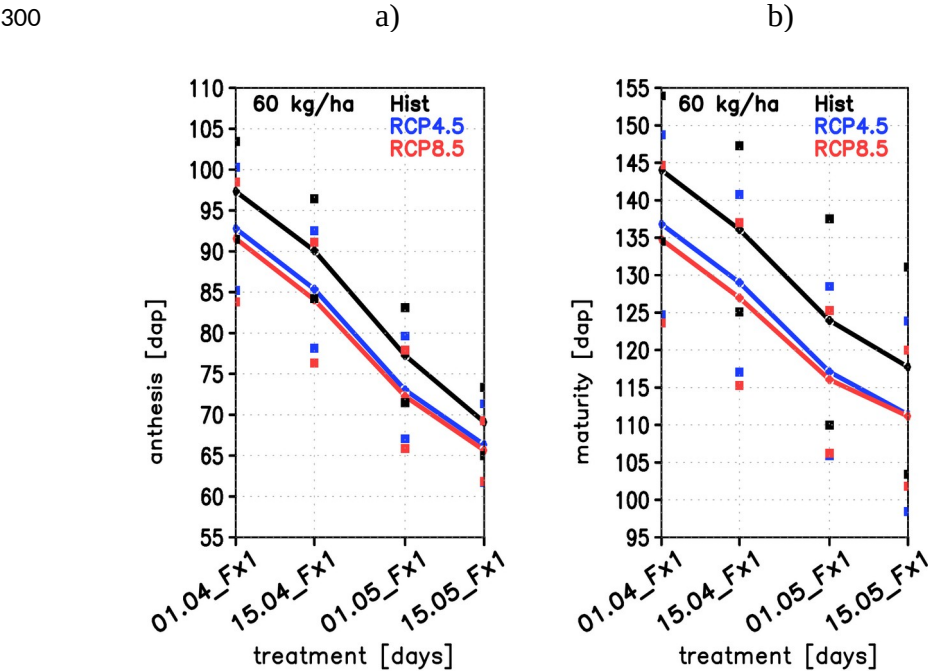 300
a) b)
60 kg/ha Hist
RCP4.5
RCP8.5
110
105
100
95
90
85
80
75
70
65
60
55
anthesis [dap]
01.04_Fx1 15.04_Fx1 01.05_Fx1 15.05_Fx1
treatment [days]
60 kg/ha Hist
RCP4.5
RCP8.5
155
150
145
140
135
130
125
120
115
110
105
100
95
maturity [dap]
01.04_Fx1 15.04_Fx1 01.05_Fx1 15.05_Fx1
treatment [days]